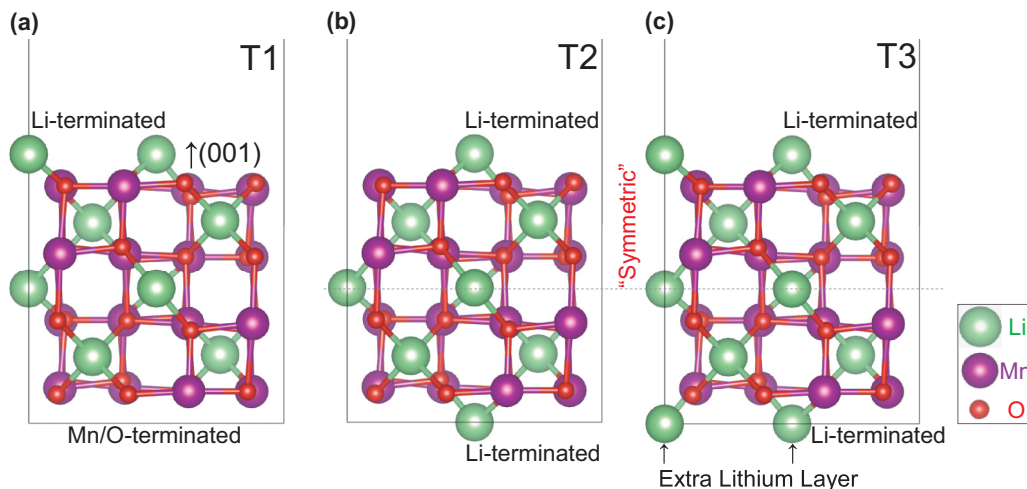 (a)
T1
Li-terminated
↑(001)
Mn/O-terminated
(b)
T2
Li-terminated
Li-terminated
"Symmetric"
(c)
T3
Li-terminated
Li-terminated
↑ ↑
Extra Lithium Layer
Li
Mn
O